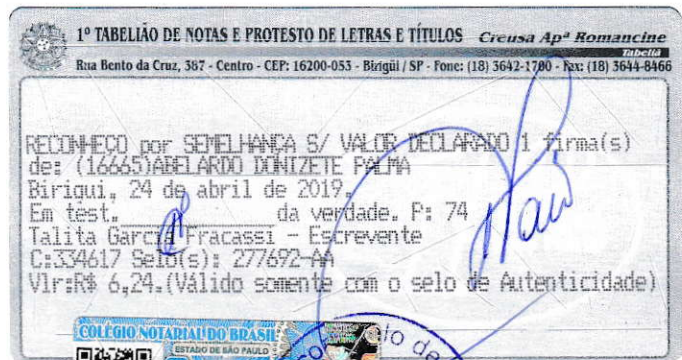 1º TABELIÃO DE NOTAS E PROTESTO DE LETRAS E TÍTULOS Creusa Apª Romancine
Tabeliã
Rua Bento da Cruz, 387 - Centro - CEP: 16200-053 - Birigüi / SP - Fone: (18) 3642-1700 - Fax: (18) 3644-8466
RECONHEÇO por SEMELHANÇA S/ VALOR DECLARADO 1 firma(s)
de: (16665)ABELARDO DONIZETE PALMA
Birigui, 24 de abril de 2019.
Em test. da verdade. P: 74
Talita Garcia Fracassi - Escrevente
C:334617 Selo(s): 277692-AA
Vlr:R$ 6,24.(Válido somente com o selo de Autenticidade)
COLÉGIO NOTARIAL DO BRASIL
ESTADO DE SÃO PAULO